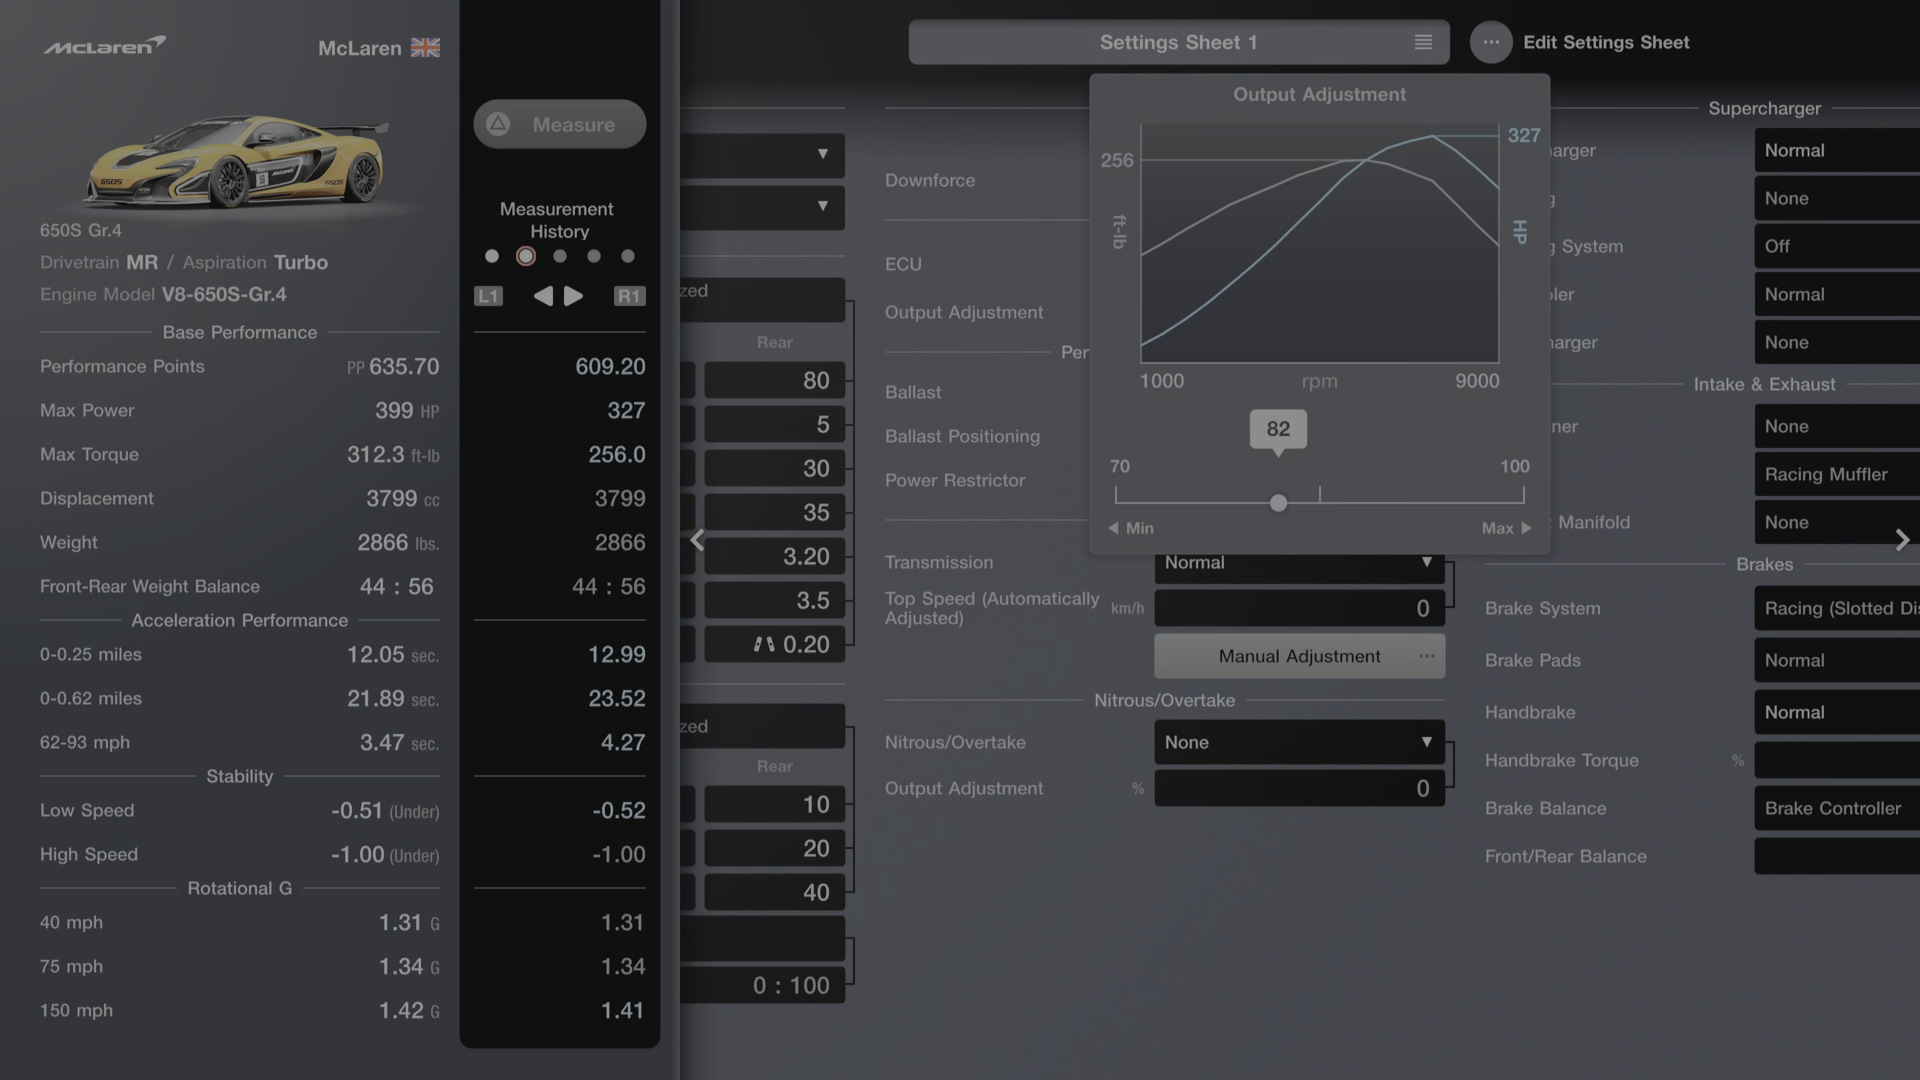 McLaren
McLaren
650S Gr.4
Drivetrain MR / Aspiration Turbo
Engine Model V8-650S-Gr.4
Base Performance
Performance Points PP 635.70
Max Power 399 HP
Max Torque 312.3 ft-lb
Displacement 3799 cc
Weight 2866 lbs.
Front-Rear Weight Balance 44 : 56
Acceleration Performance
0-0.25 miles 12.05 sec.
0-0.62 miles 21.89 sec.
62-93 mph 3.47 sec.
Stability
Low Speed -0.51 (Under)
High Speed -1.00 (Under)
Rotational G
40 mph 1.31 G
75 mph 1.34 G
150 mph 1.42 G
Measure
Measurement
History
L1 R1
609.20
327
256.0
3799
2866
44 : 56
12.99
23.52
4.27
-0.52
-1.00
1.31
1.34
1.41
zed
Rear
80
5
30
35
3.20
3.5
0.20
zed
Rear
10
20
40
0 : 100
Settings Sheet 1
Edit Settings Sheet
Downforce
ECU
Output Adjustment
Per
Ballast
Ballast Positioning
Power Restrictor
Transmission Normal
Top Speed (Automatically
Adjusted) km/h 0
Manual Adjustment
Nitrous/Overtake
Nitrous/Overtake None
Output Adjustment % 0
Output Adjustment
327
256
ft-lb
HP
1000 rpm 9000
82
70 100
Min Max
Supercharger
arger Normal
g None
g System Off
oler Normal
arger None
Intake & Exhaust
ner None
Racing Muffler
t Manifold None
Brakes
Brake System Racing (Slotted Dis
Brake Pads Normal
Handbrake Normal
Handbrake Torque %
Brake Balance Brake Controller
Front/Rear Balance